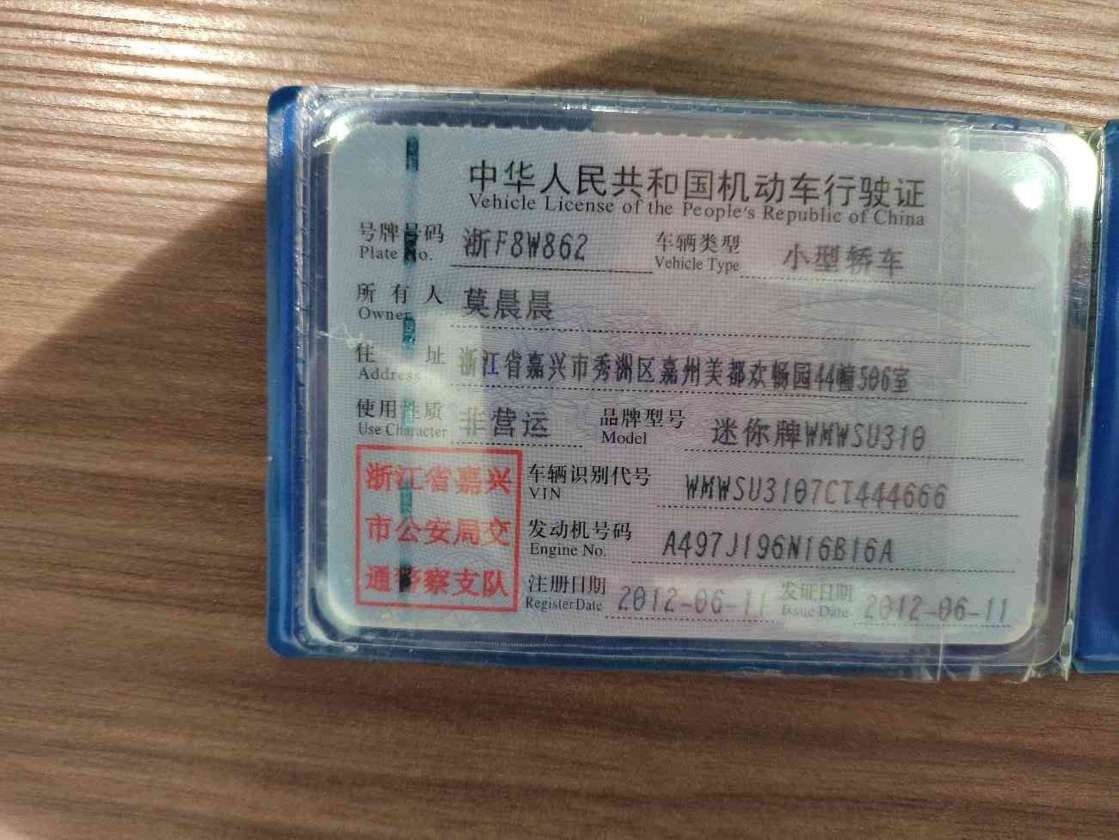 中华人民共和国机动车行驶证
Vehicle License of the People's Republic of China
号牌号码 浙F8W862 车辆类型 小型轿车
Plate No. Vehicle Type
所有人 莫晨晨
Owner
住址 浙江省嘉兴市秀洲区嘉州美都欢畅园44幢506室
Address
使用性质 非营运 品牌型号 迷你牌WMWSU310
Use Character Model
浙江省嘉兴
市公安局交
通警察支队
车辆识别代号 WMWSU3107CT444666
VIN
发动机号码 A497J196N16B16A
Engine No.
注册日期 2012-06-11 发证日期 2012-06-11
Register Date Issue Date